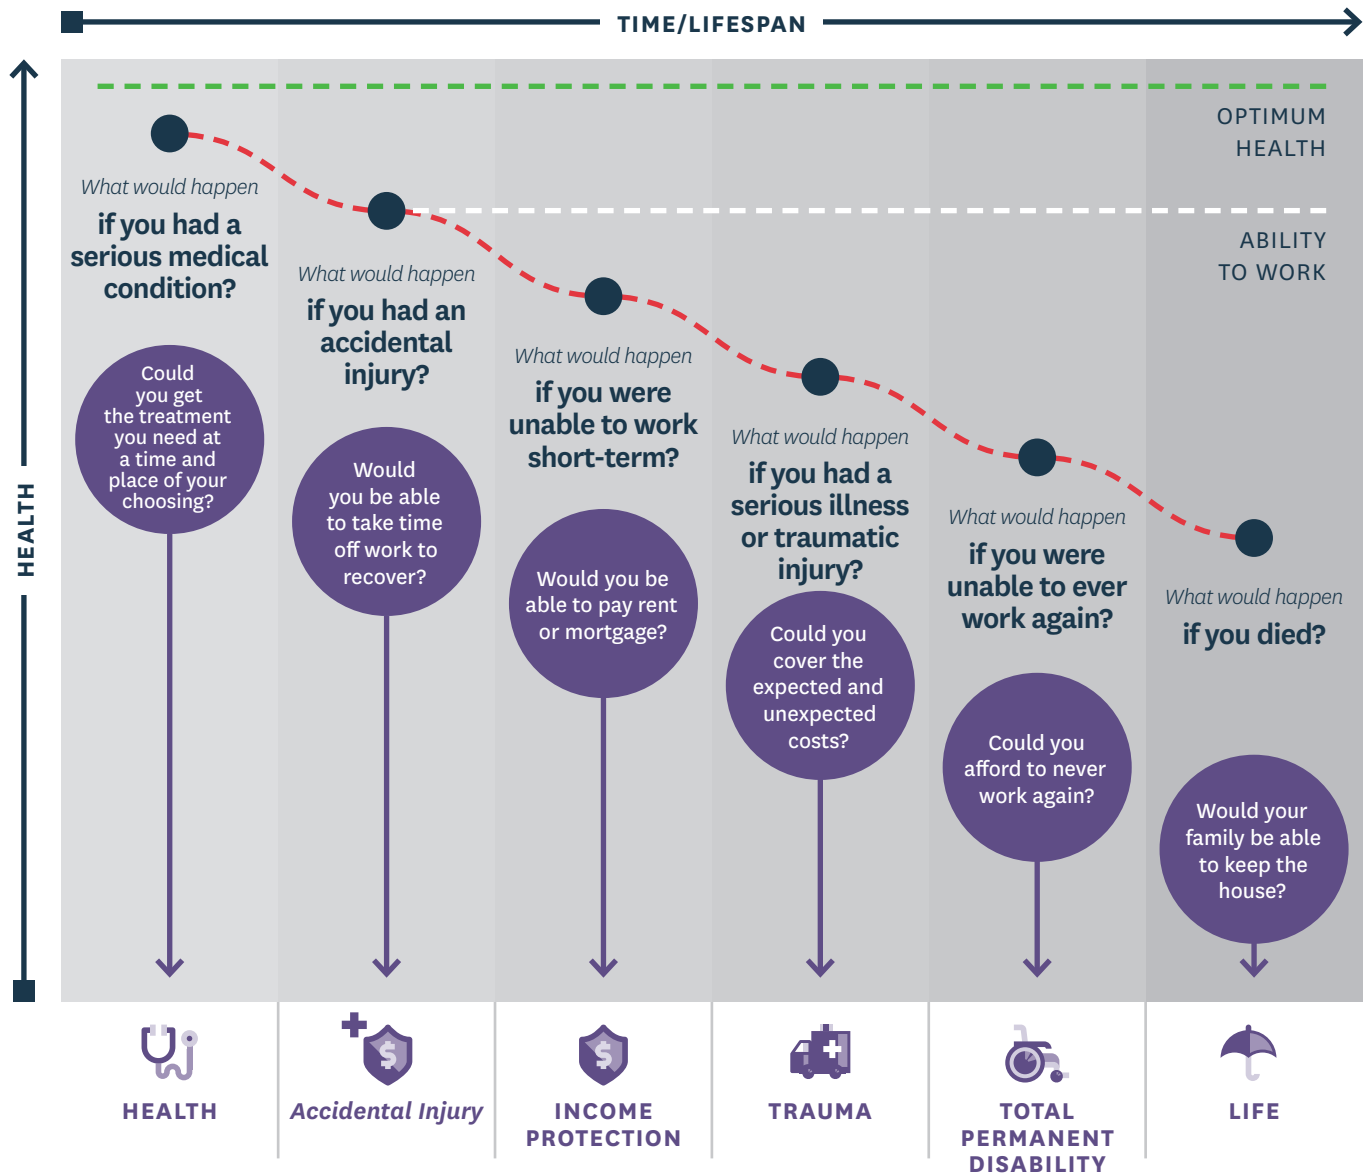 TIME/LIFESPAN
HEALTH
OPTIMUM
HEALTH
ABILITY
TO WORK
What would happen
if you had a
serious medical
condition?
Could
you get
the treatment
you need at
a time and
place of your
choosing?
What would happen
if you had an
accidental
injury?
Would
you be able
to take time
off work to
recover?
What would happen
if you were
unable to work
short-term?
Would you be
able to pay rent
or mortgage?
What would happen
if you had a
serious illness
or traumatic
injury?
Could you
cover the
expected and
unexpected
costs?
What would happen
if you were
unable to ever
work again?
Could you
afford to never
work again?
What would happen
if you died?
Would your
family be able
to keep the
house?
$
$
HEALTH
Accidental Injury
INCOME
PROTECTION
TRAUMA
TOTAL
PERMANENT
DISABILITY
LIFE